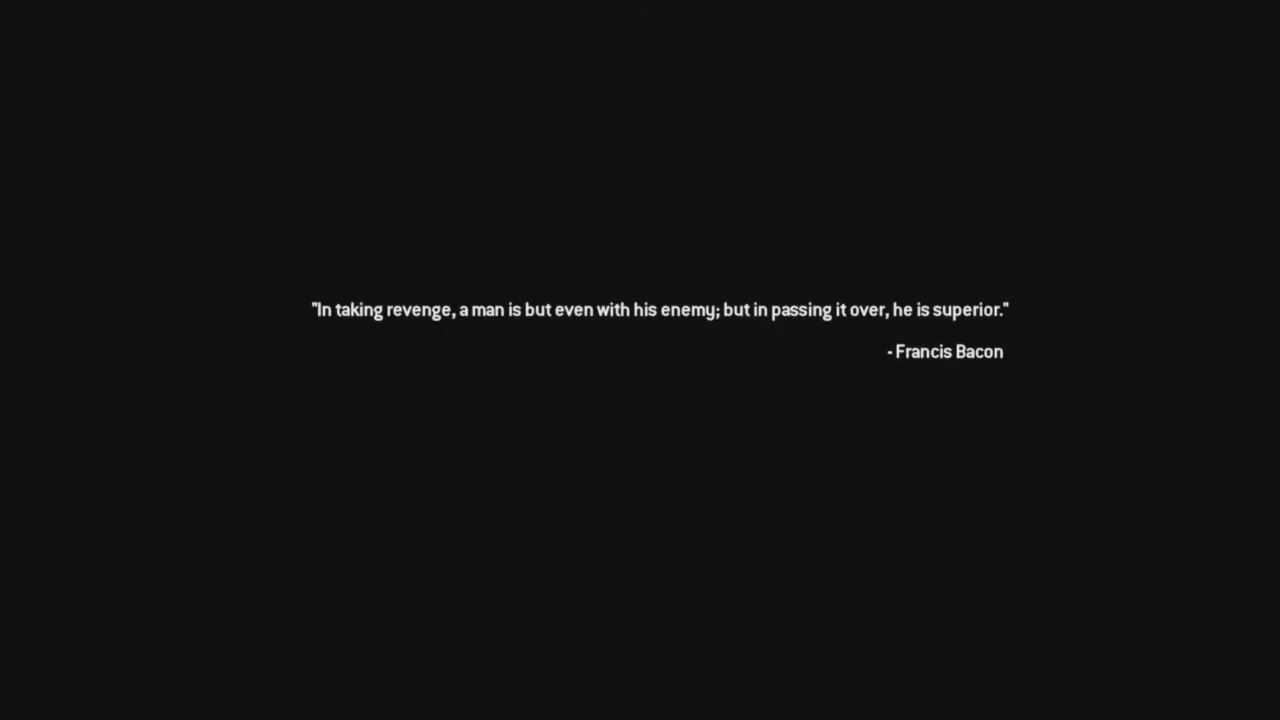 "In taking revenge, a man is but even with his enemy; but in passing it over, he is superior."
- Francis Bacon